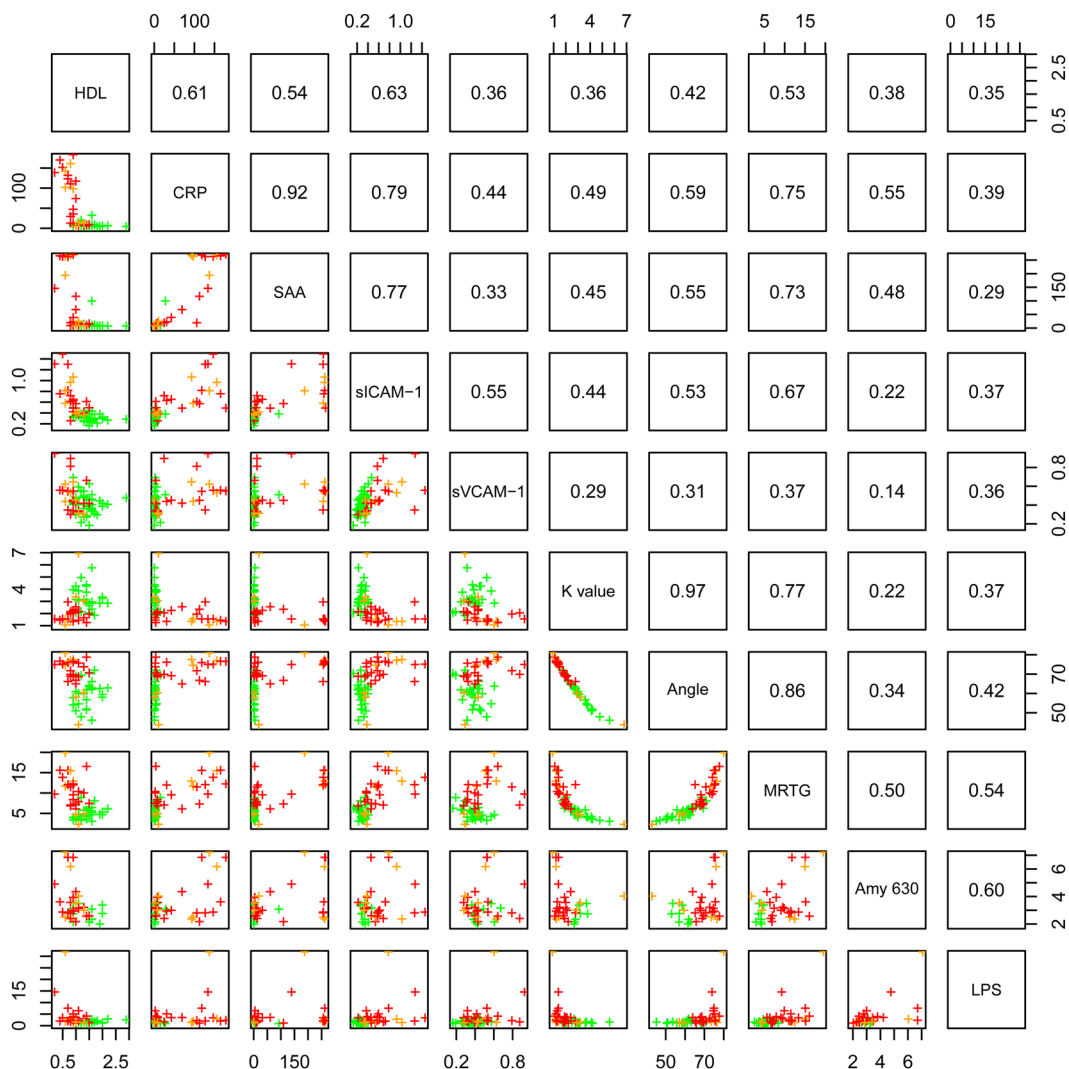 0 100 0.2 1.0 1 4 7 5 15 0 15
HDL 0.61 0.54 0.63 0.36 0.36 0.42 0.53 0.38 0.35 0.5 2.5
0 100 CRP 0.92 0.79 0.44 0.49 0.59 0.75 0.55 0.39
SAA 0.77 0.33 0.45 0.55 0.73 0.48 0.29 0 150
0.2 1.0 sICAM−1 0.55 0.44 0.53 0.67 0.22 0.37
sVCAM−1 0.29 0.31 0.37 0.14 0.36 0.2 0.8
1 4 7 K value 0.97 0.77 0.22 0.37
Angle 0.86 0.34 0.42 50 70
5 15 MRTG 0.50 0.54
Amy 630 0.60 2 4 6
0 15 LPS
0.5 2.5 0 150 0.2 0.8 50 70 2 4 6